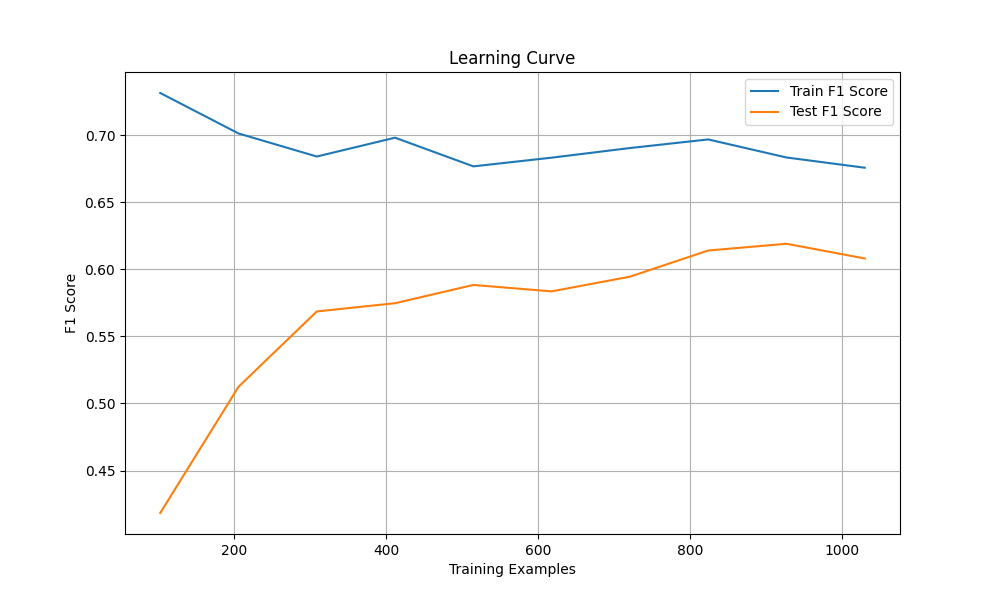 Learning Curve
Train F1 Score
Test F1 Score
F1 Score
0.70
0.65
0.60
0.55
0.50
0.45
200
400
600
800
1000
Training Examples